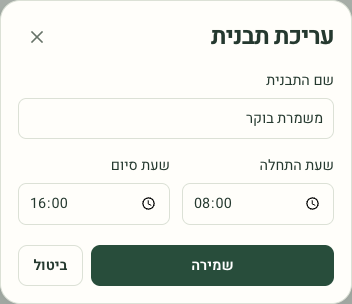 עריכת תבנית
שם התבנית
משמרת בוקר
שעת התחלה שעת סיום
08:00 16:00
שמירה ביטול